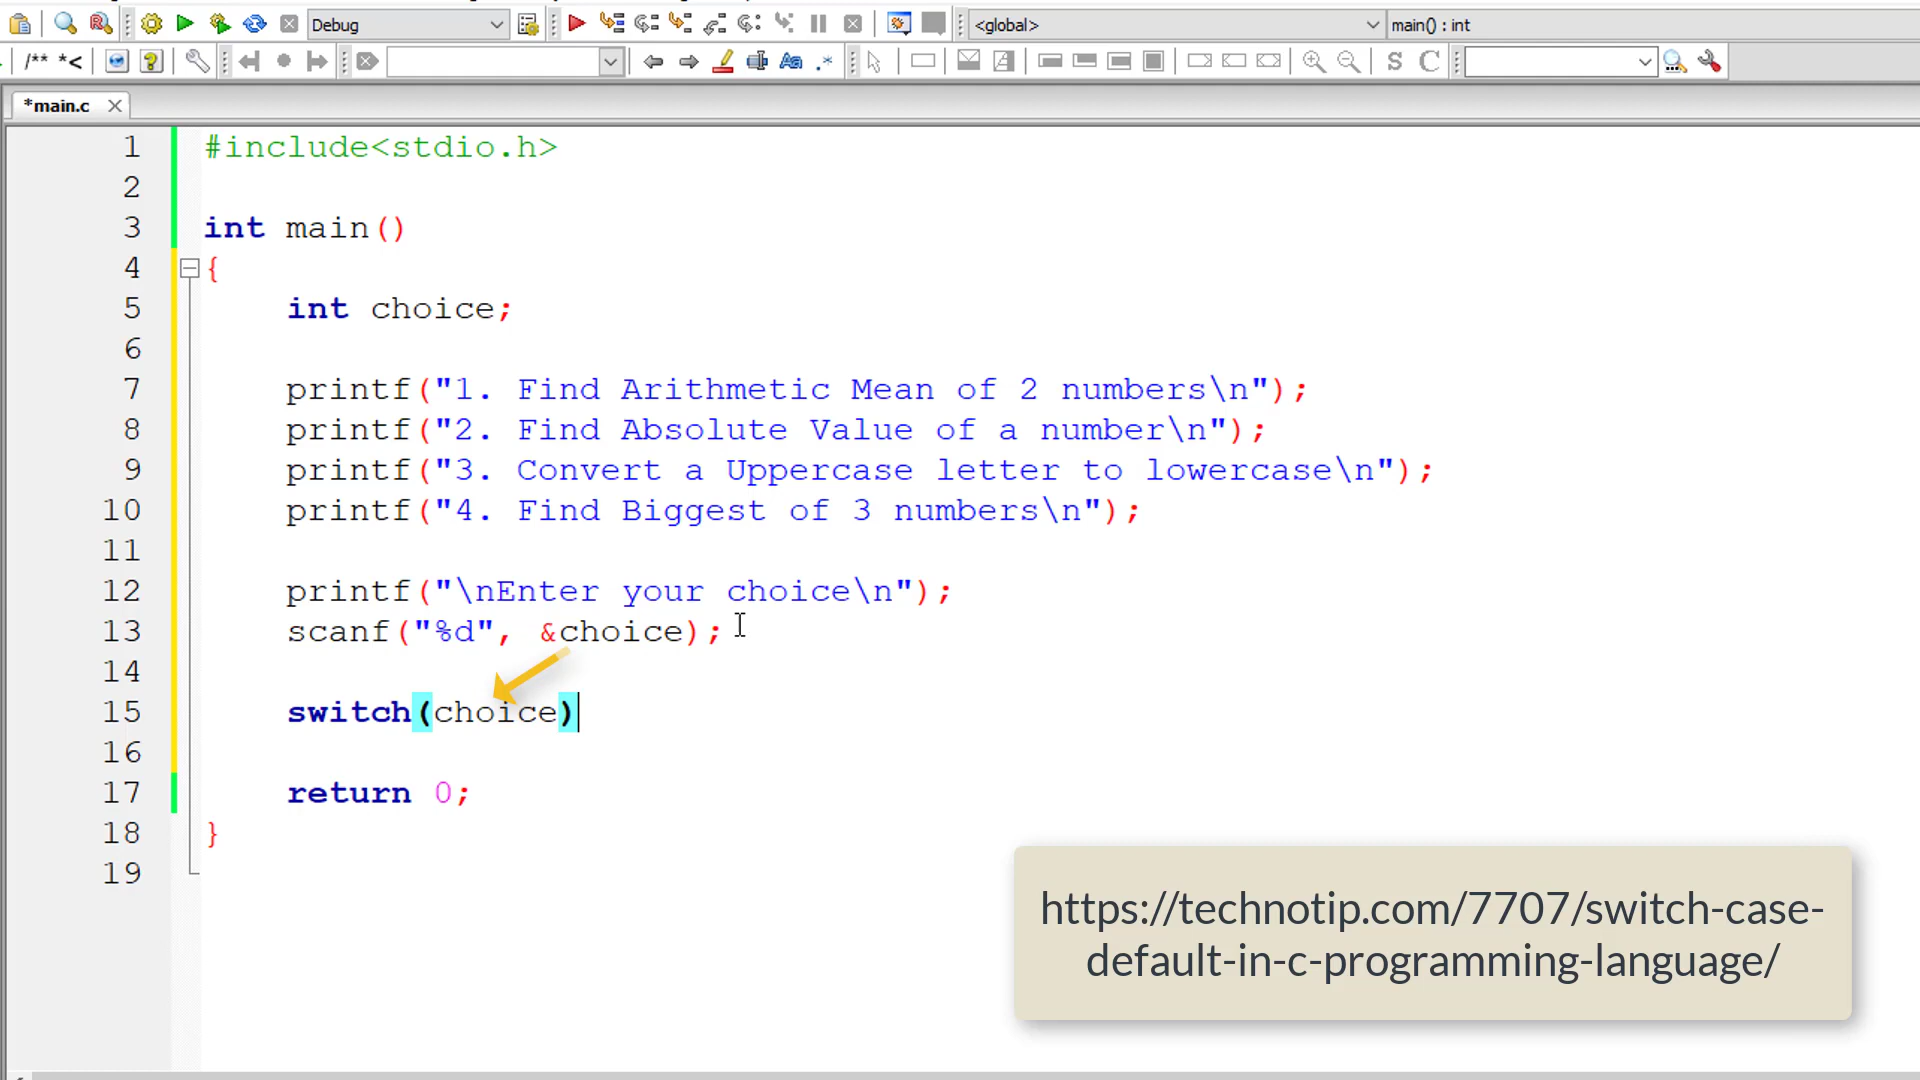 Debug
<global>
main() : int
/** *<
.*
S C
*main.c
1 #include<stdio.h>
2
3 int main()
4 {
5 int choice;
6
7 printf("1. Find Arithmetic Mean of 2 numbers\n");
8 printf("2. Find Absolute Value of a number\n");
9 printf("3. Convert a Uppercase letter to lowercase\n");
10 printf("4. Find Biggest of 3 numbers\n");
11
12 printf("\nEnter your choice\n");
13 scanf("%d", &choice);
14
15 switch(choice)
16
17 return 0;
18 }
19
https://technotip.com/7707/switch-case-
default-in-c-programming-language/